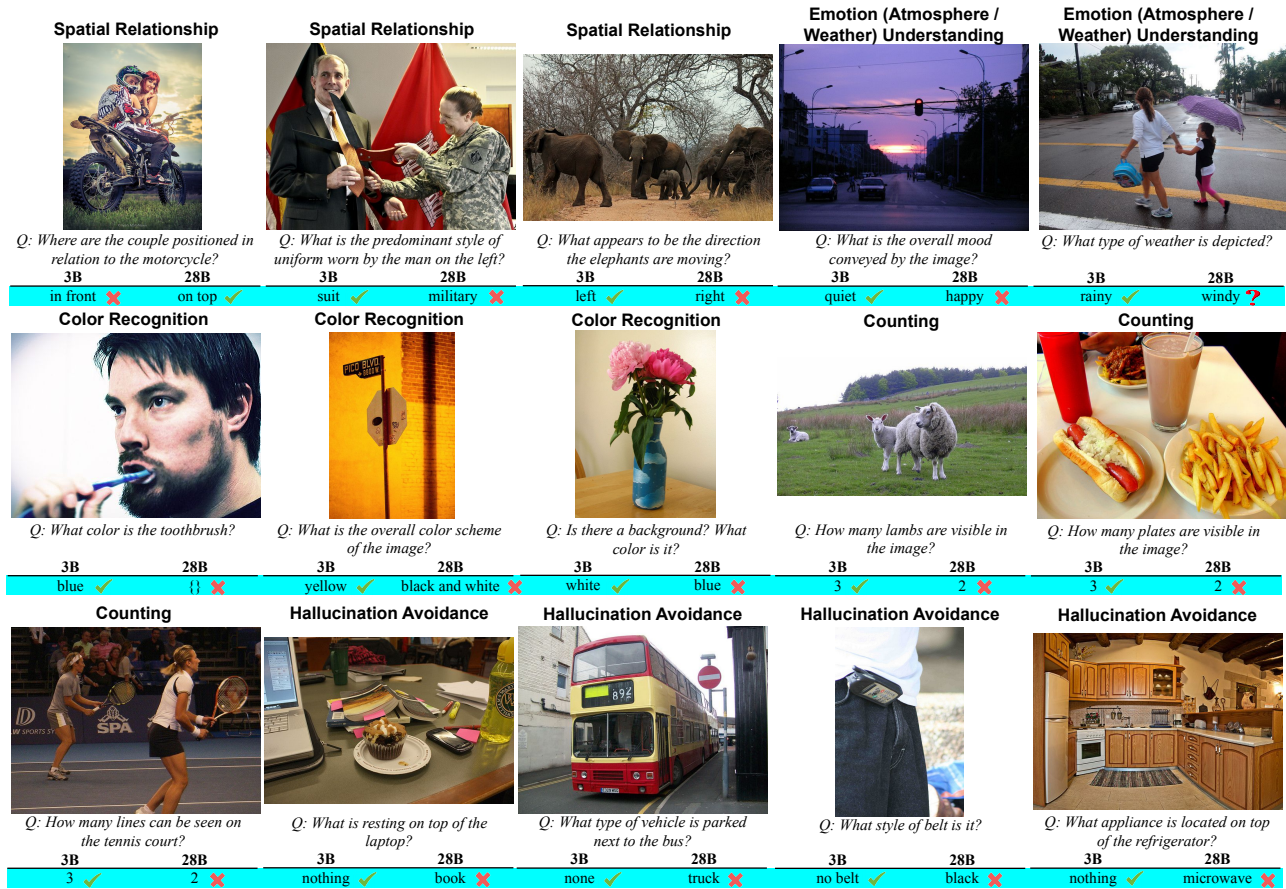 Spatial Relationship
Q: Where are the couple positioned in
relation to the motorcycle?
3B 28B
in front ❌ on top ✓
Spatial Relationship
Q: What is the predominant style of
uniform worn by the man on the left?
3B 28B
suit ✓ military ❌
Spatial Relationship
Q: What appears to be the direction
the elephants are moving?
3B 28B
left ✓ right ❌
Emotion (Atmosphere /
Weather) Understanding
Q: What is the overall mood
conveyed by the image?
3B 28B
quiet ✓ happy ❌
Emotion (Atmosphere /
Weather) Understanding
Q: What type of weather is depicted?
3B 28B
rainy ✓ windy ?
Color Recognition
Q: What color is the toothbrush?
3B 28B
blue ✓ {} ❌
Color Recognition
PICO BLVD
Q: What is the overall color scheme
of the image?
3B 28B
yellow ✓ black and white ❌
Color Recognition
Q: Is there a background? What
color is it?
3B 28B
white ✓ blue ❌
Counting
Q: How many lambs are visible in
the image?
3B 28B
3 ✓ 2 ❌
Counting
Q: How many plates are visible in
the image?
3B 28B
3 ✓ 2 ❌
Counting
SPA
Q: How many lines can be seen on
the tennis court?
3B 28B
3 ✓ 2 ❌
Hallucination Avoidance
Q: What is resting on top of the
laptop?
3B 28B
nothing ✓ book ❌
Hallucination Avoidance
892
Q: What type of vehicle is parked
next to the bus?
3B 28B
none ✓ truck ❌
Hallucination Avoidance
Q: What style of belt is it?
3B 28B
no belt ✓ black ❌
Hallucination Avoidance
Q: What appliance is located on top
of the refrigerator?
3B 28B
nothing ✓ microwave ❌